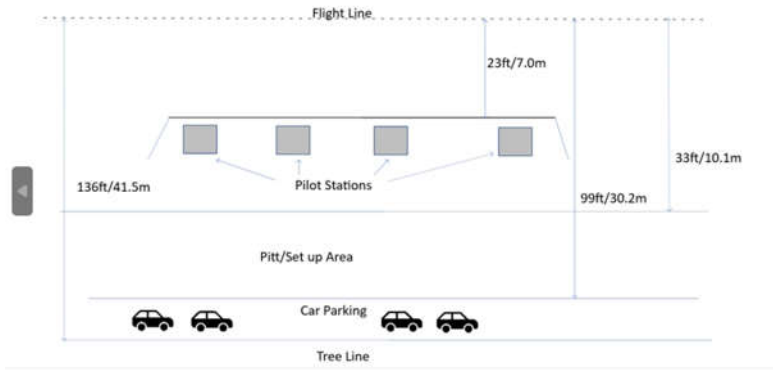 Flight Line
23ft/7.0m
33ft/10.1m
Pilot Stations
136ft/41.5m
99ft/30.2m
Pitt/Set up Area
Car Parking
Tree Line